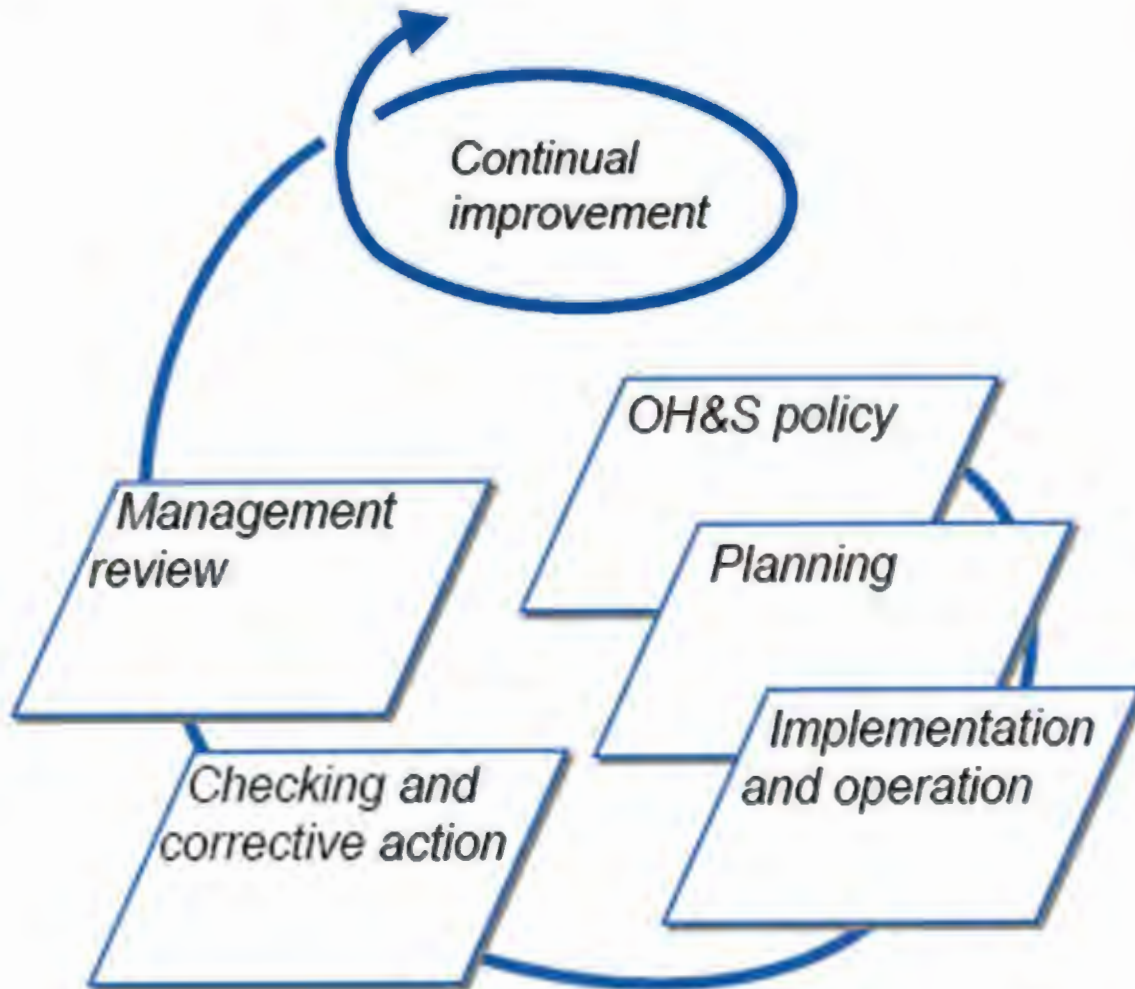 Continual
improvement
OH&S policy
Planning
Implementation
and operation
Checking and
corrective action
Management
review